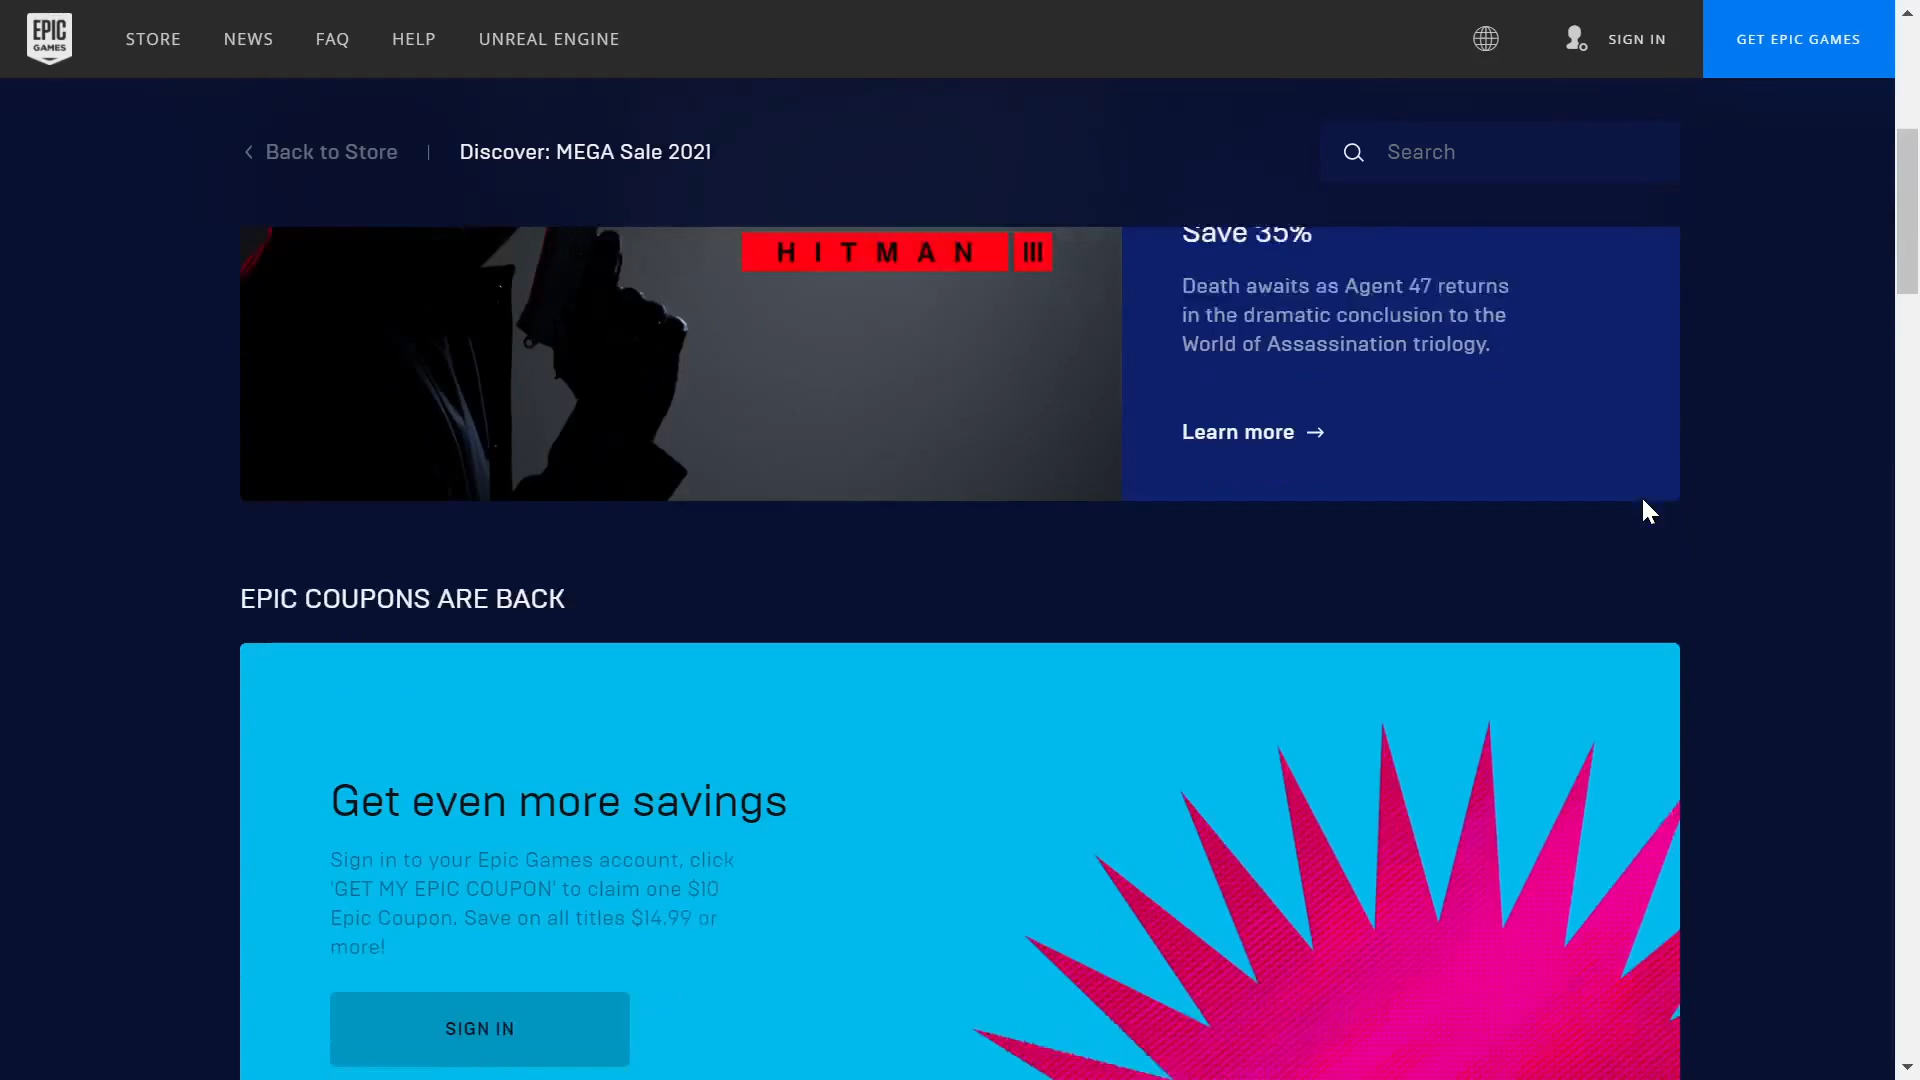 EPIC
GAMES
STORE NEWS FAQ HELP UNREAL ENGINE SIGN IN GET EPIC GAMES
Back to Store | Discover: MEGA Sale 2021 Search
HITMAN III
Save 35%
Death awaits as Agent 47 returns
in the dramatic conclusion to the
World of Assassination triology.
Learn more →
EPIC COUPONS ARE BACK
Get even more savings
Sign in to your Epic Games account, click
'GET MY EPIC COUPON' to claim one $10
Epic Coupon. Save on all titles $14.99 or
more!
SIGN IN